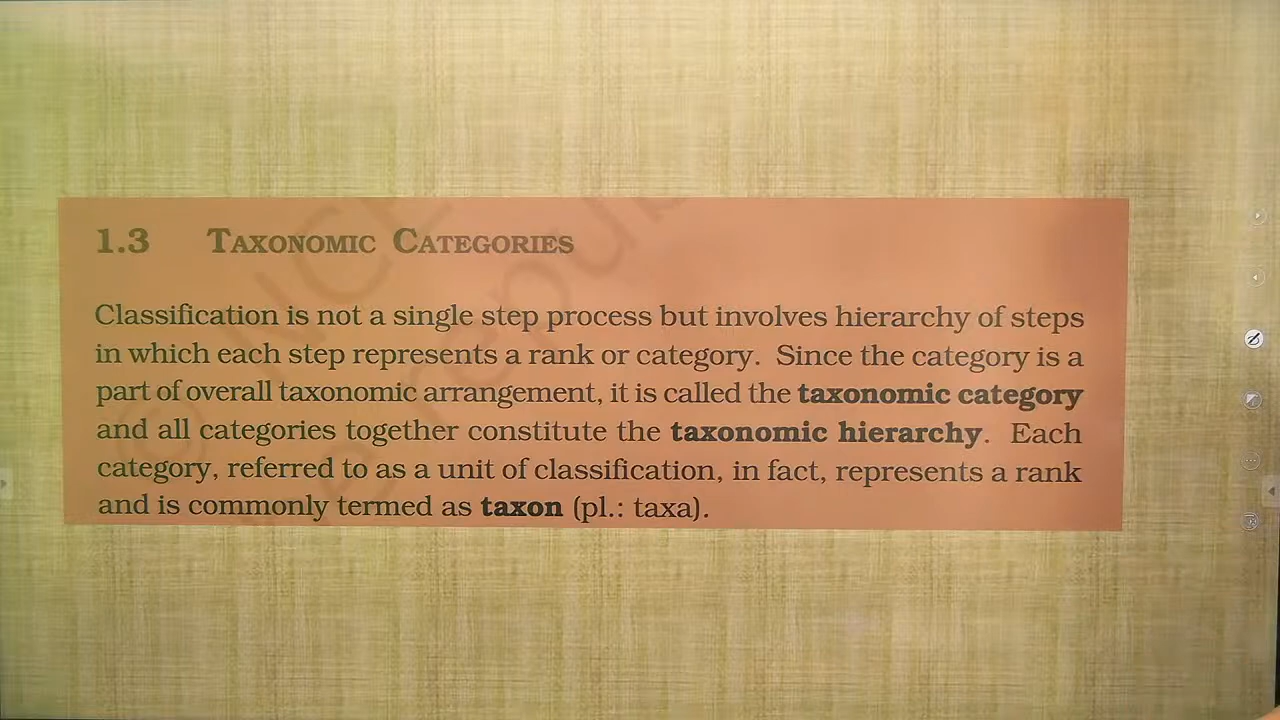 1.3 TAXONOMIC CATEGORIES
Classification is not a single step process but involves hierarchy of steps
in which each step represents a rank or category. Since the category is a
part of overall taxonomic arrangement, it is called the taxonomic category
and all categories together constitute the taxonomic hierarchy. Each
category, referred to as a unit of classification, in fact, represents a rank
and is commonly termed as taxon (pl.: taxa).